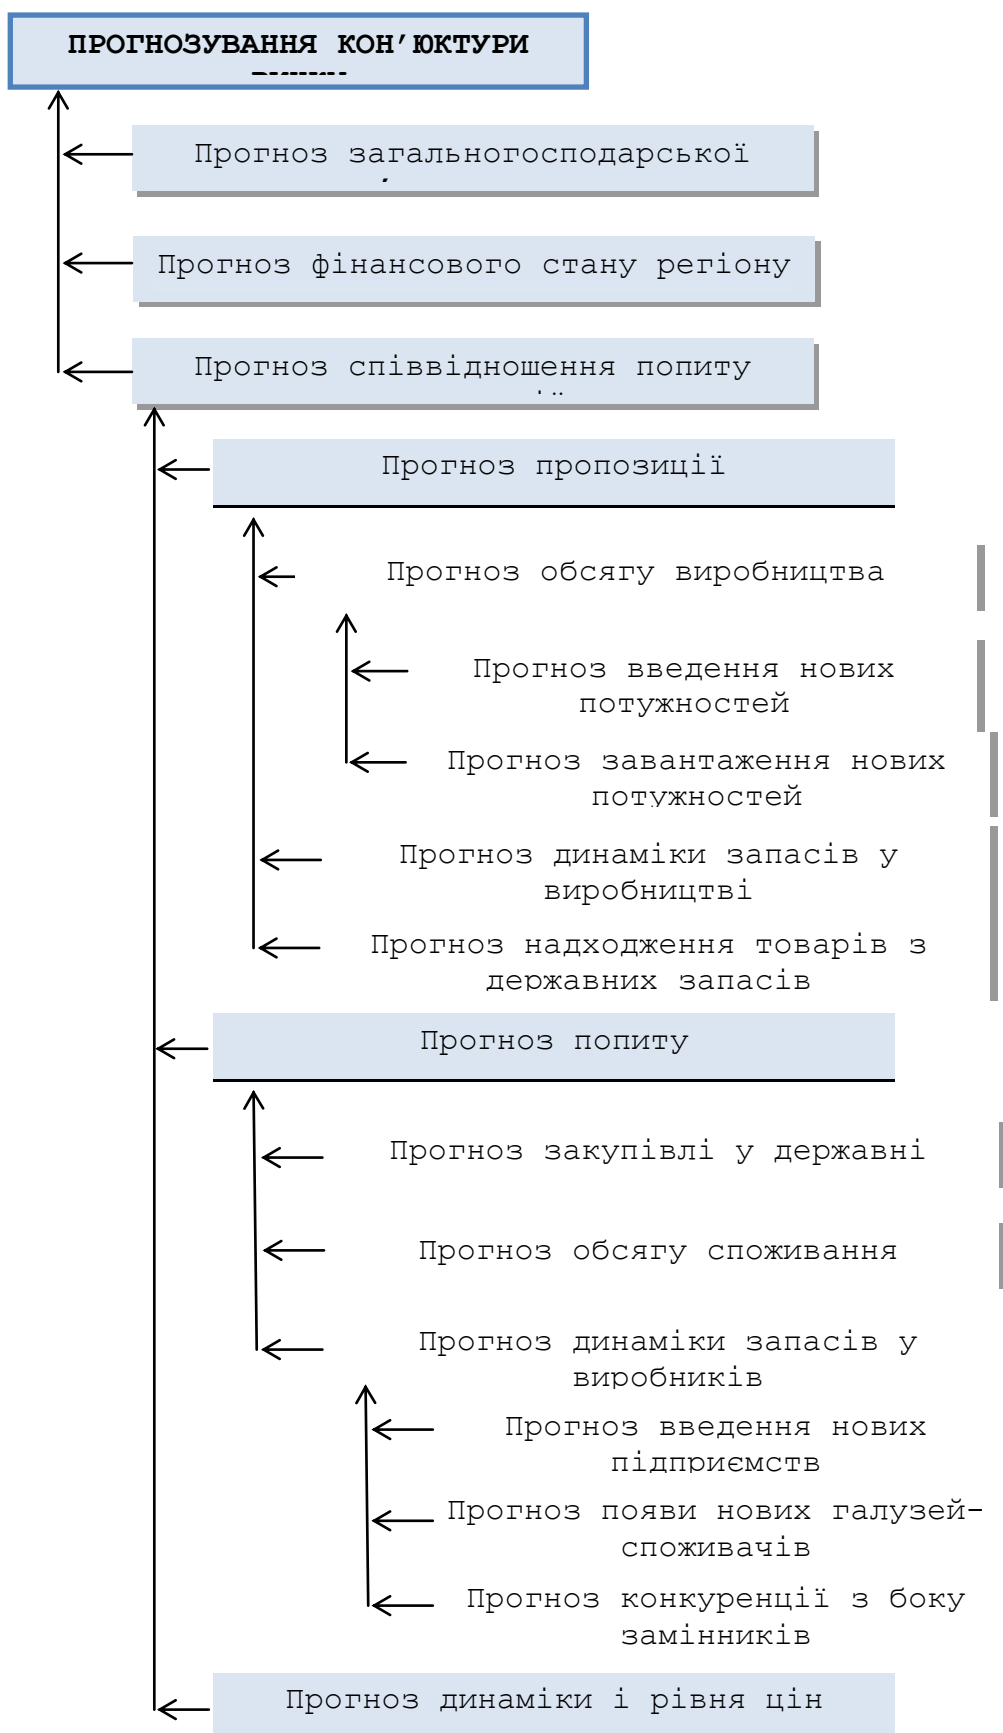 ПРОГНОЗУВАННЯ КОН’ЮКТУРИ
Прогноз загальногосподарської
Прогноз фінансового стану регіону
Прогноз співвідношення попиту
Прогноз пропозиції
Прогноз обсягу виробництва
Прогноз введення нових
потужностей
Прогноз завантаження нових
потужностей
Прогноз динаміки запасів у
виробництві
Прогноз надходження товарів з
державних запасів
Прогноз попиту
Прогноз закупівлі у державні
Прогноз обсягу споживання
Прогноз динаміки запасів у
виробників
Прогноз введення нових
підприємств
Прогноз появи нових галузей-
споживачів
Прогноз конкуренції з боку
замінників
Прогноз динаміки і рівня цін